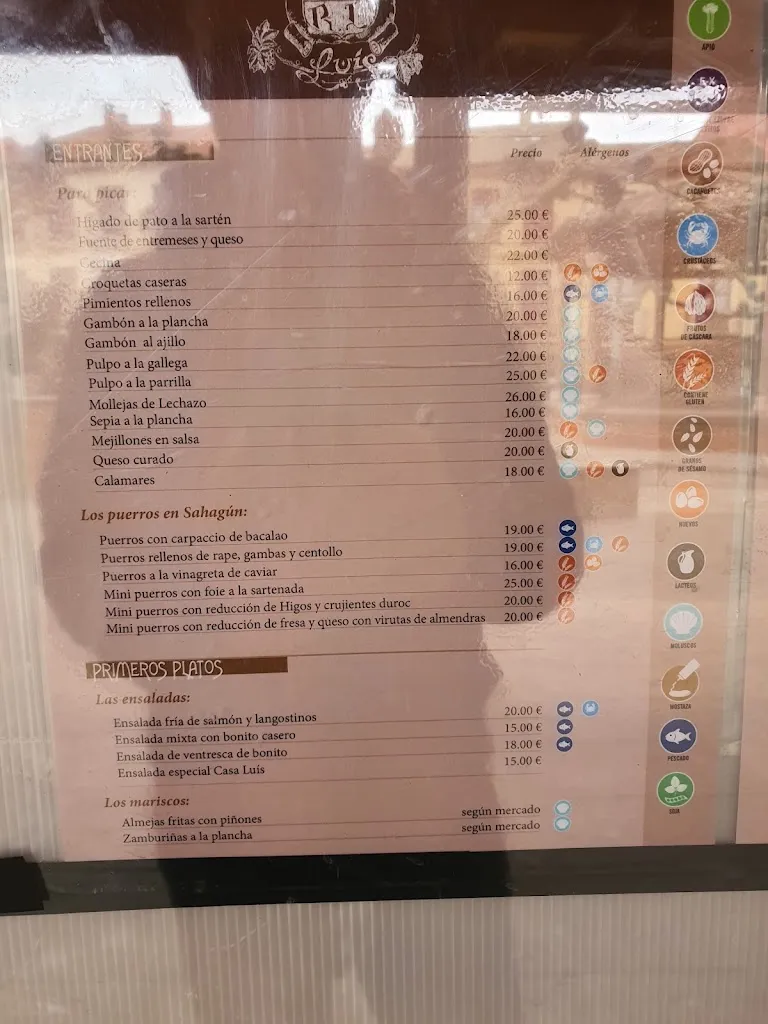 R L
Luis
ENTRANTES
Precio
Alérgenos
Para picar:
Hígado de pato a la sartén 25.00 €
Fuente de entremeses y queso 20.00 €
Cecina 22.00 €
Croquetas caseras 12.00 €
Pimientos rellenos 16.00 €
Gambón a la plancha 20.00 €
Gambón al ajillo 18.00 €
Pulpo a la gallega 22.00 €
Pulpo a la parrilla 25.00 €
Mollejas de Lechazo 26.00 €
Sepia a la plancha 16.00 €
Mejillones en salsa 20.00 €
Queso curado 20.00 €
Calamares 18.00 €
Los puerros en Sahagún:
Puerros con carpaccio de bacalao 19.00 €
Puerros rellenos de rape, gambas y centollo 19.00 €
Puerros a la vinagreta de caviar 16.00 €
Mini puerros con foie a la sartenada 25.00 €
Mini puerros con reducción de Higos y crujientes duroc 20.00 €
Mini puerros con reducción de fresa y queso con virutas de almendras 20.00 €
PRIMEROS PLATOS
Las ensaladas:
Ensalada fría de salmón y langostinos 20.00 €
Ensalada mixta con bonito casero 15.00 €
Ensalada de ventresca de bonito 18.00 €
Ensalada especial Casa Luís 15.00 €
Los mariscos:
Almejas fritas con piñones según mercado
Zamburiñas a la plancha según mercado
APIO
CACAHUETES
CRUSTÁCEOS
FRUTOS
DE CÁSCARA
CONTIENE
GLUTEN
GRANOS
DE SÉSAMO
HUEVOS
LÁCTEOS
MOLUSCOS
MOSTAZA
PESCADO
SOJA